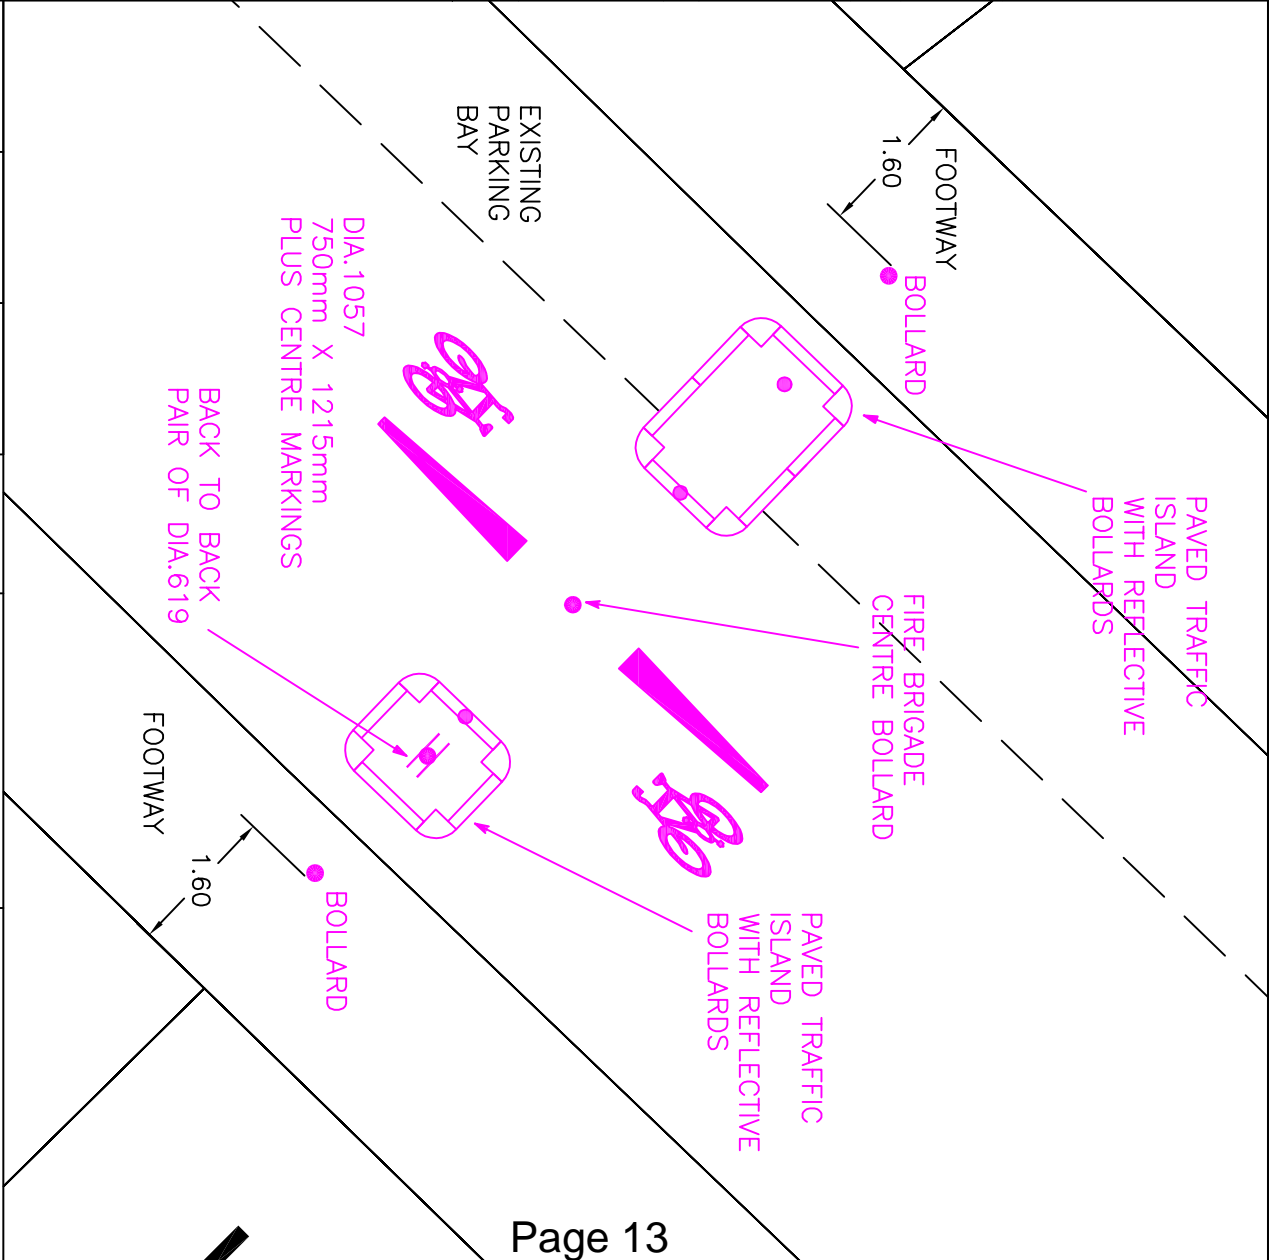 PAVED TRAFFIC
ISLAND
WITH REFLECTIVE
BOLLARDS
FOOTWAY
1.60
BOLLARD
FIRE BRIGADE
CENTRE BOLLARD
PAVED TRAFFIC
ISLAND
WITH REFLECTIVE
BOLLARDS
EXISTING
PARKING
BAY
DIA.1057
750mm X 1215mm
PLUS CENTRE MARKINGS
BACK TO BACK
PAIR OF DIA.619
BOLLARD
1.60
FOOTWAY
Page 13